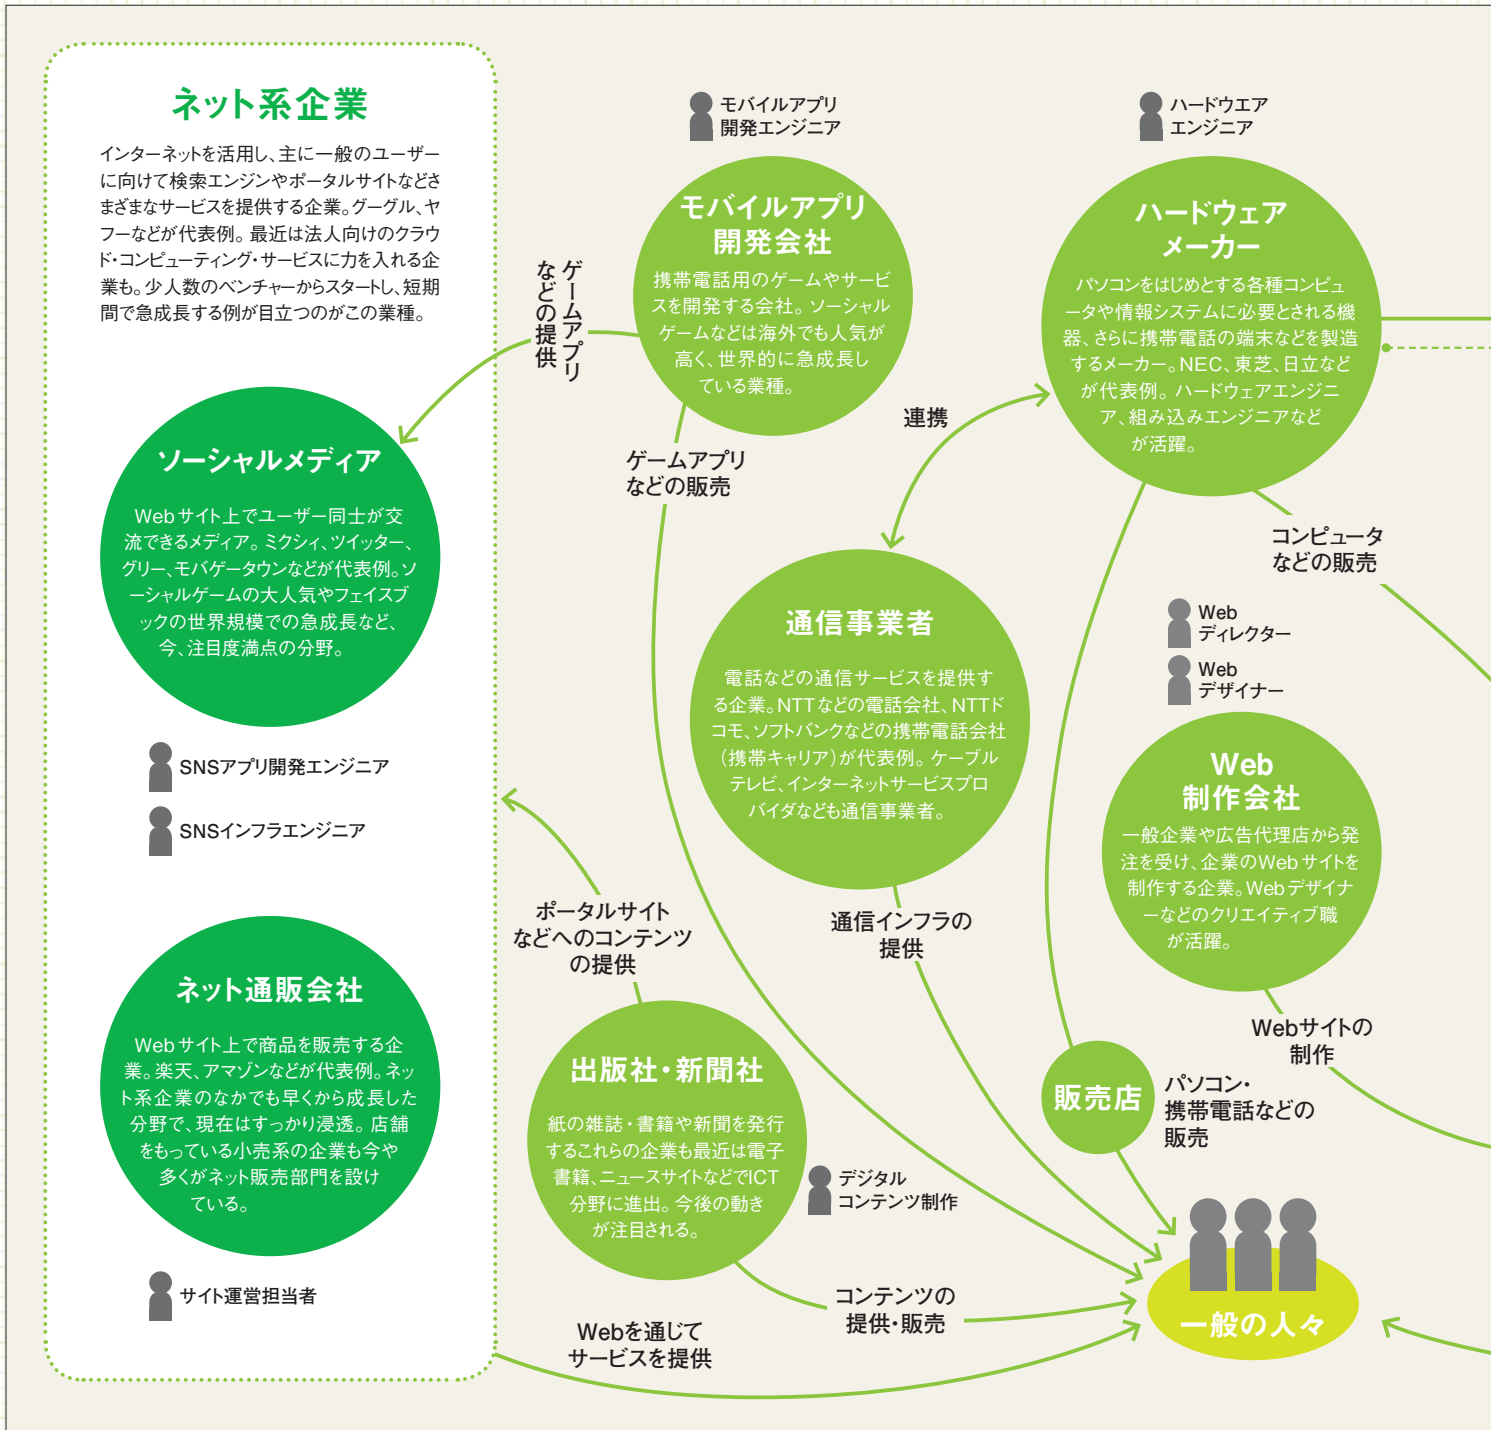 ネット系企業
インターネットを活用し、主に一般のユーザー
に向けて検索エンジンやポータルサイトなどさ
まざまなサービスを提供する企業。グーグル、ヤ
フーなどが代表例。最近は法人向けのクラウ
ド・コンピューティング・サービスに力を入れる企
業も。少人数のベンチャーからスタートし、短期
間で急成長する例が目立つのがこの業種。
ソーシャルメディア
Webサイト上でユーザー同士が交
流できるメディア。ミクシィ、ツイッター、
グリー、モバゲータウンなどが代表例。ソ
ーシャルゲームの大人気やフェイスブ
ックの世界規模での急成長など、
今、注目度満点の分野。
SNSアプリ開発エンジニア
SNSインフラエンジニア
ネット通販会社
Webサイト上で商品を販売する企
業。楽天、アマゾンなどが代表例。ネッ
ト系企業のなかでも早くから成長した
分野で、現在はすっかり浸透。店舗
をもっている小売系の企業も今や
多くがネット販売部門を設け
ている。
サイト運営担当者
モバイルアプリ
開発エンジニア
モバイルアプリ
開発会社
携帯電話用のゲームやサービ
スを開発する会社。ソーシャル
ゲームなどは海外でも人気が
高く、世界的に急成長し
ている業種。
ゲームアプリ
などの提供
ゲームアプリ
などの販売
連携
ハードウエア
エンジニア
ハードウェア
メーカー
パソコンをはじめとする各種コンピュ
ータや情報システムに必要とされる機
器、さらに携帯電話の端末などを製造
するメーカー。NEC、東芝、日立など
が代表例。ハードウェアエンジニ
ア、組み込みエンジニアなど
が活躍。
コンピュータ
などの販売
通信事業者
電話などの通信サービスを提供す
る企業。NTTなどの電話会社、NTTド
コモ、ソフトバンクなどの携帯電話会社
（携帯キャリア）が代表例。ケーブル
テレビ、インターネットサービスプロ
バイダなども通信事業者。
通信インフラの
提供
Web
ディレクター
Web
デザイナー
Web
制作会社
一般企業や広告代理店から発
注を受け、企業のWebサイトを
制作する企業。Webデザイナ
ーなどのクリエイティブ職
が活躍。
Webサイトの
制作
ポータルサイト
などへのコンテンツ
の提供
出版社・新聞社
紙の雑誌・書籍や新聞を発行
するこれらの企業も最近は電子
書籍、ニュースサイトなどでICT
分野に進出。今後の動き
が注目される。
デジタル
コンテンツ制作
販売店
パソコン・
携帯電話などの
販売
コンテンツの
提供・販売
Webを通じて
サービスを提供
一般の人々